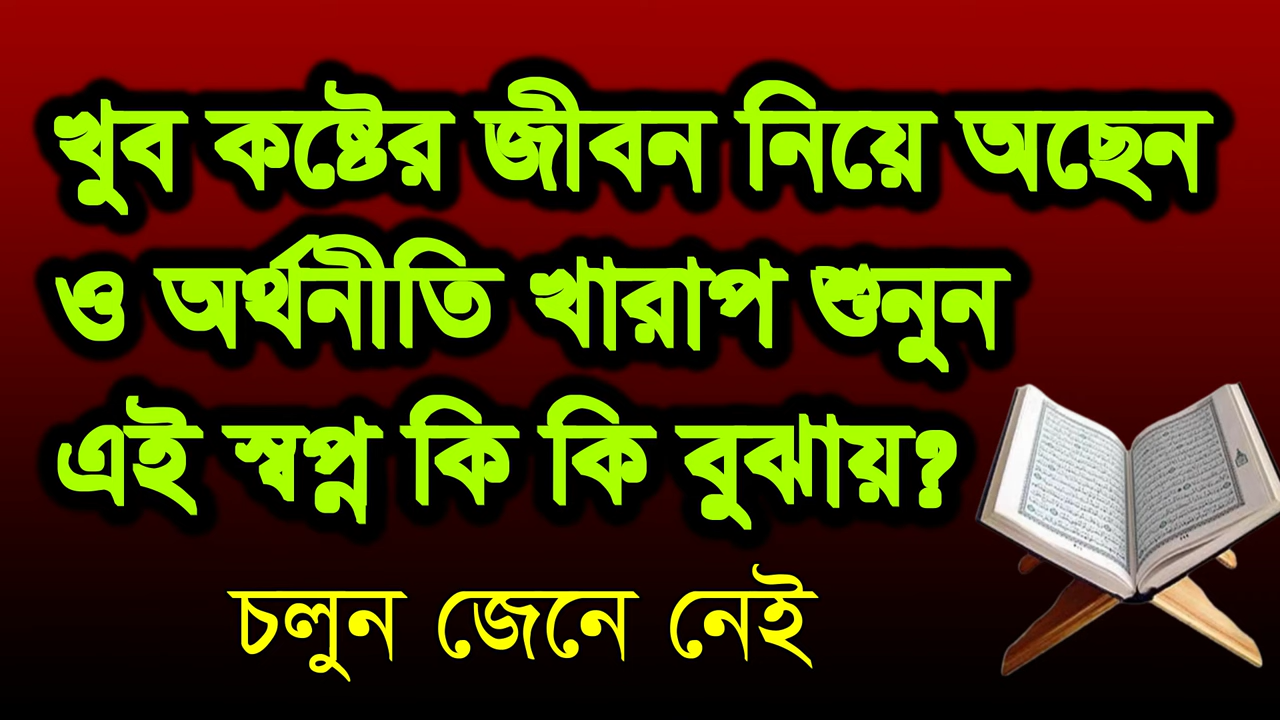 খুব কষ্টের জীবন নিয়ে অছেন
ও অর্থনীতি খারাপ শুনুন
এই স্বপ্ন কি কি বুঝায়?
চলুন জেনে নেই